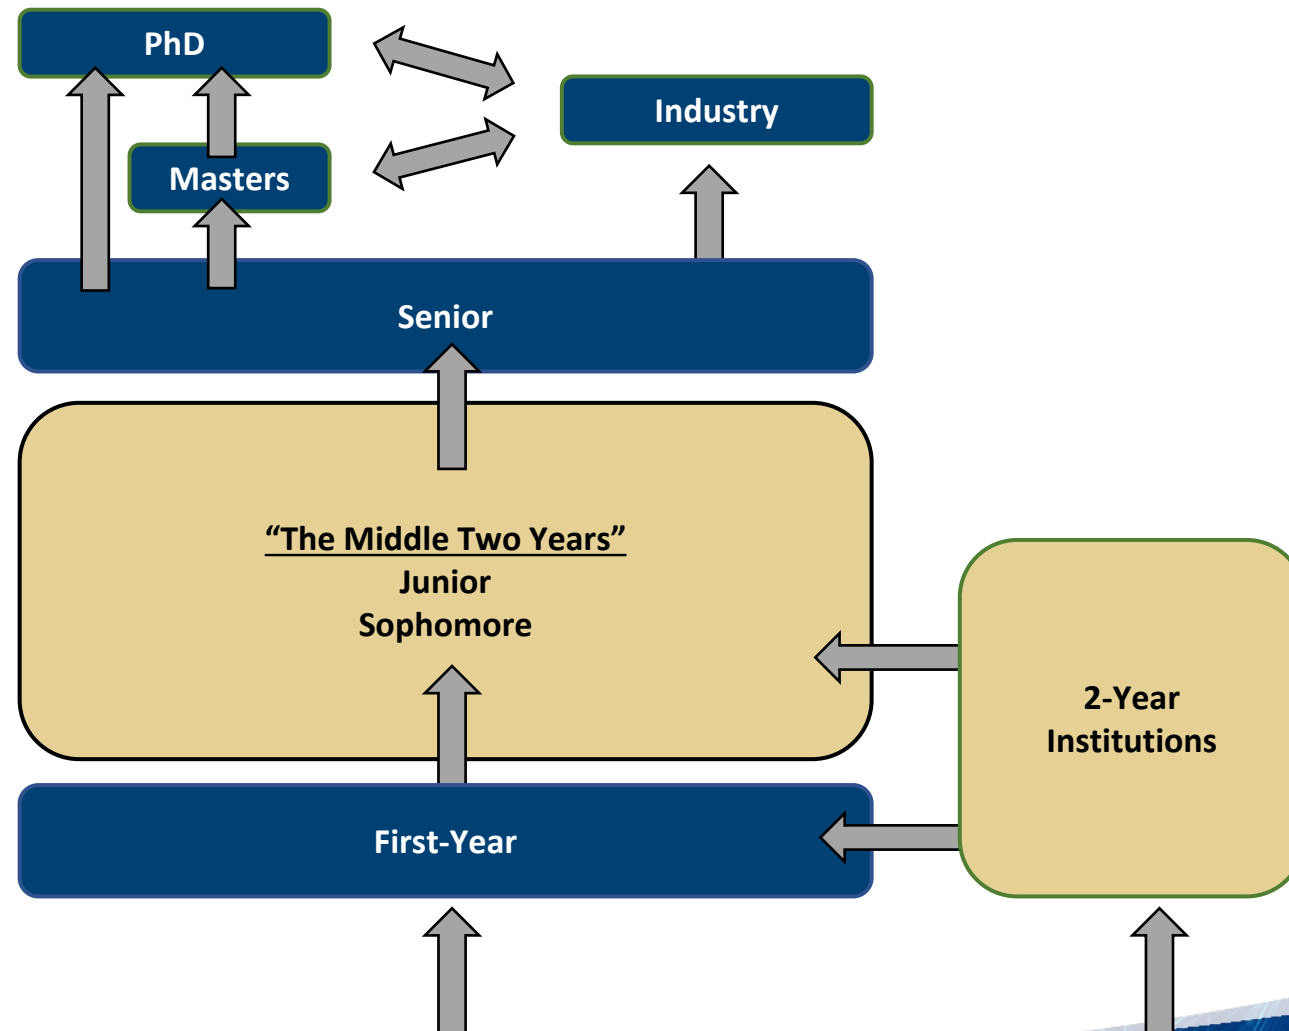 PhD
Industry
Masters
Senior
“The Middle Two Years”
Junior
Sophomore
2-Year
Institutions
First-Year